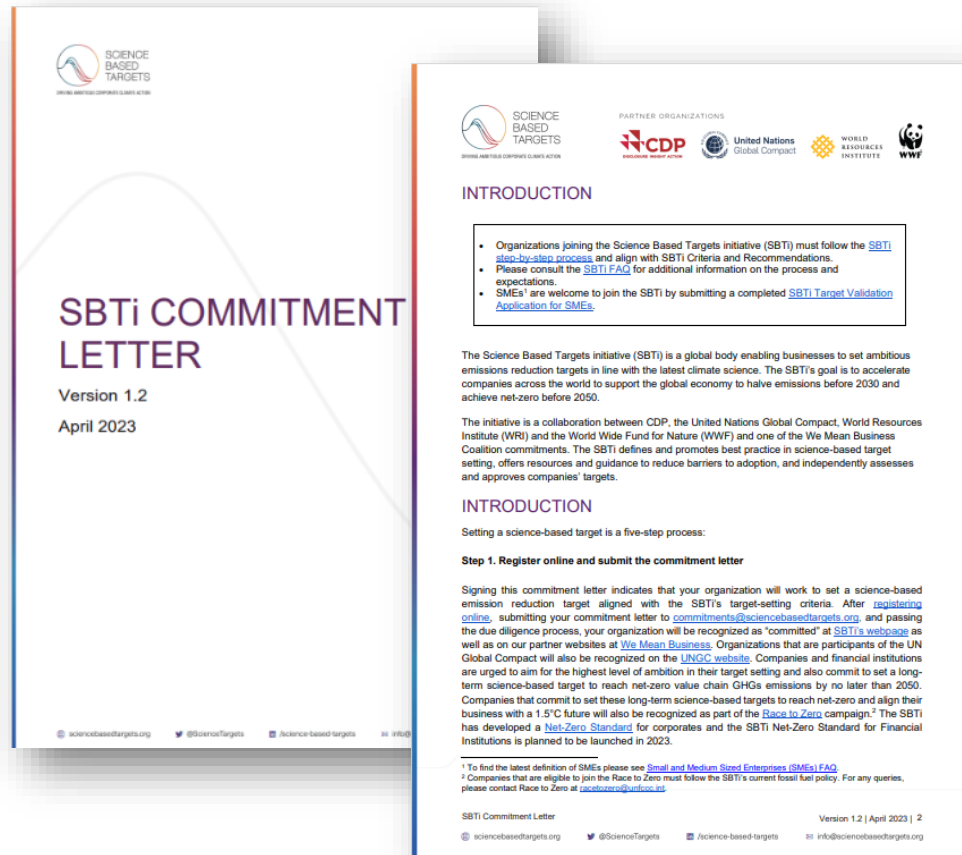 SCIENCE
BASED
TARGETS
DRIVING AMBITIOUS CORPORATE CLIMATE ACTION
SBTi COMMITMENT
LETTER
Version 1.2
April 2023
sciencebasedtargets.org @ScienceTargets /science-based-targets info@
SCIENCE
BASED
TARGETS
DRIVING AMBITIOUS CORPORATE CLIMATE ACTION
PARTNER ORGANIZATIONS
CDP
DISCLOSURE INSIGHT ACTION
United Nations
Global Compact
WORLD
RESOURCES
INSTITUTE
WWF
INTRODUCTION
• Organizations joining the Science Based Targets initiative (SBTi) must follow the SBTi
step-by-step process and align with SBTi Criteria and Recommendations.
• Please consult the SBTi FAQ for additional information on the process and
expectations.
• SMEs¹ are welcome to join the SBTi by submitting a completed SBTi Target Validation
Application for SMEs.
The Science Based Targets initiative (SBTi) is a global body enabling businesses to set ambitious
emissions reduction targets in line with the latest climate science. The SBTi's goal is to accelerate
companies across the world to support the global economy to halve emissions before 2030 and
achieve net-zero before 2050.
The initiative is a collaboration between CDP, the United Nations Global Compact, World Resources
Institute (WRI) and the World Wide Fund for Nature (WWF) and one of the We Mean Business
Coalition commitments. The SBTi defines and promotes best practice in science-based target
setting, offers resources and guidance to reduce barriers to adoption, and independently assesses
and approves companies' targets.
INTRODUCTION
Setting a science-based target is a five-step process:
Step 1. Register online and submit the commitment letter
Signing this commitment letter indicates that your organization will work to set a science-based
emission reduction target aligned with the SBTi's target-setting criteria. After registering
online, submitting your commitment letter to commitments@sciencebasedtargets.org, and passing
the due diligence process, your organization will be recognized as "committed" at SBTi's webpage as
well as on our partner websites at We Mean Business. Organizations that are participants of the UN
Global Compact will also be recognized on the UNGC website. Companies and financial institutions
are urged to aim for the highest level of ambition in their target setting and also commit to set a long-
term science-based target to reach net-zero value chain GHGs emissions by no later than 2050.
Companies that commit to set these long-term science-based targets to reach net-zero and align their
business with a 1.5°C future will also be recognized as part of the Race to Zero campaign.² The SBTi
has developed a Net-Zero Standard for corporates and the SBTi Net-Zero Standard for Financial
Institutions is planned to be launched in 2023.
¹ To find the latest definition of SMEs please see Small and Medium Sized Enterprises (SMEs) FAQ.
² Companies that are eligible to join the Race to Zero must follow the SBTi's current fossil fuel policy. For any queries,
please contact Race to Zero at racetozero@unfccc.int.
SBTi Commitment Letter Version 1.2 | April 2023 | 2
sciencebasedtargets.org @ScienceTargets /science-based-targets info@sciencebasedtargets.org